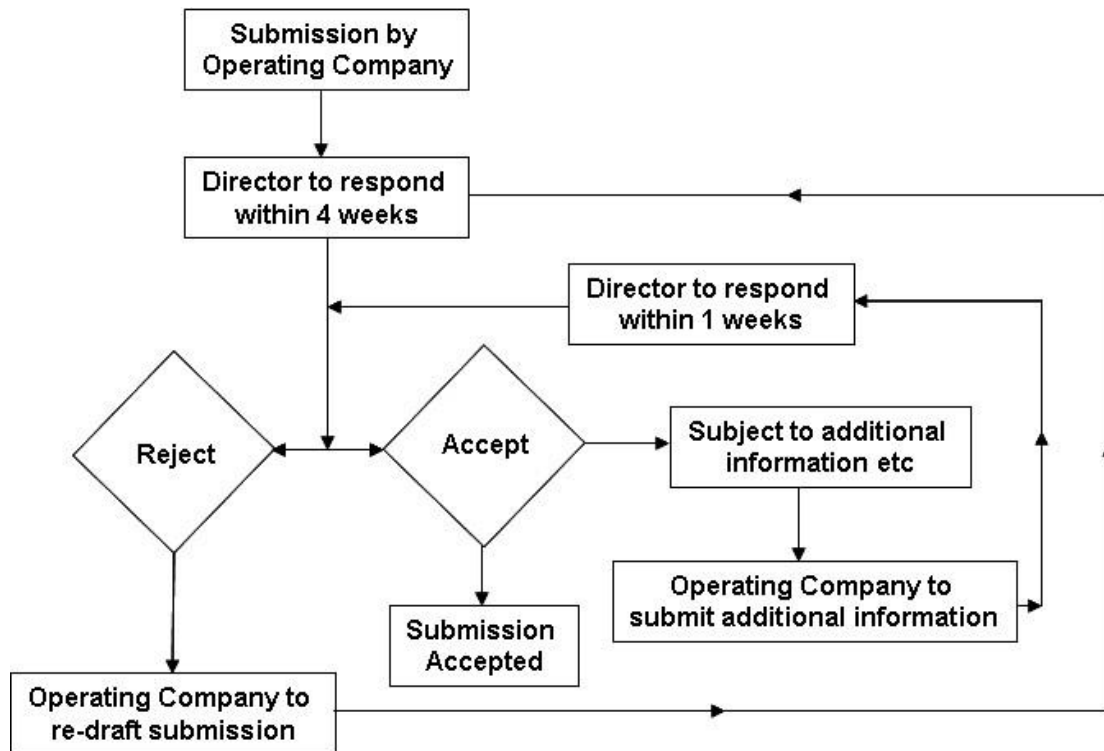 Submission by
Operating Company
Director to respond
within 4 weeks
Director to respond
within 1 weeks
Reject
Accept
Subject to additional
information etc
Operating Company to
submit additional information
Submission
Accepted
Operating Company to
re-draft submission